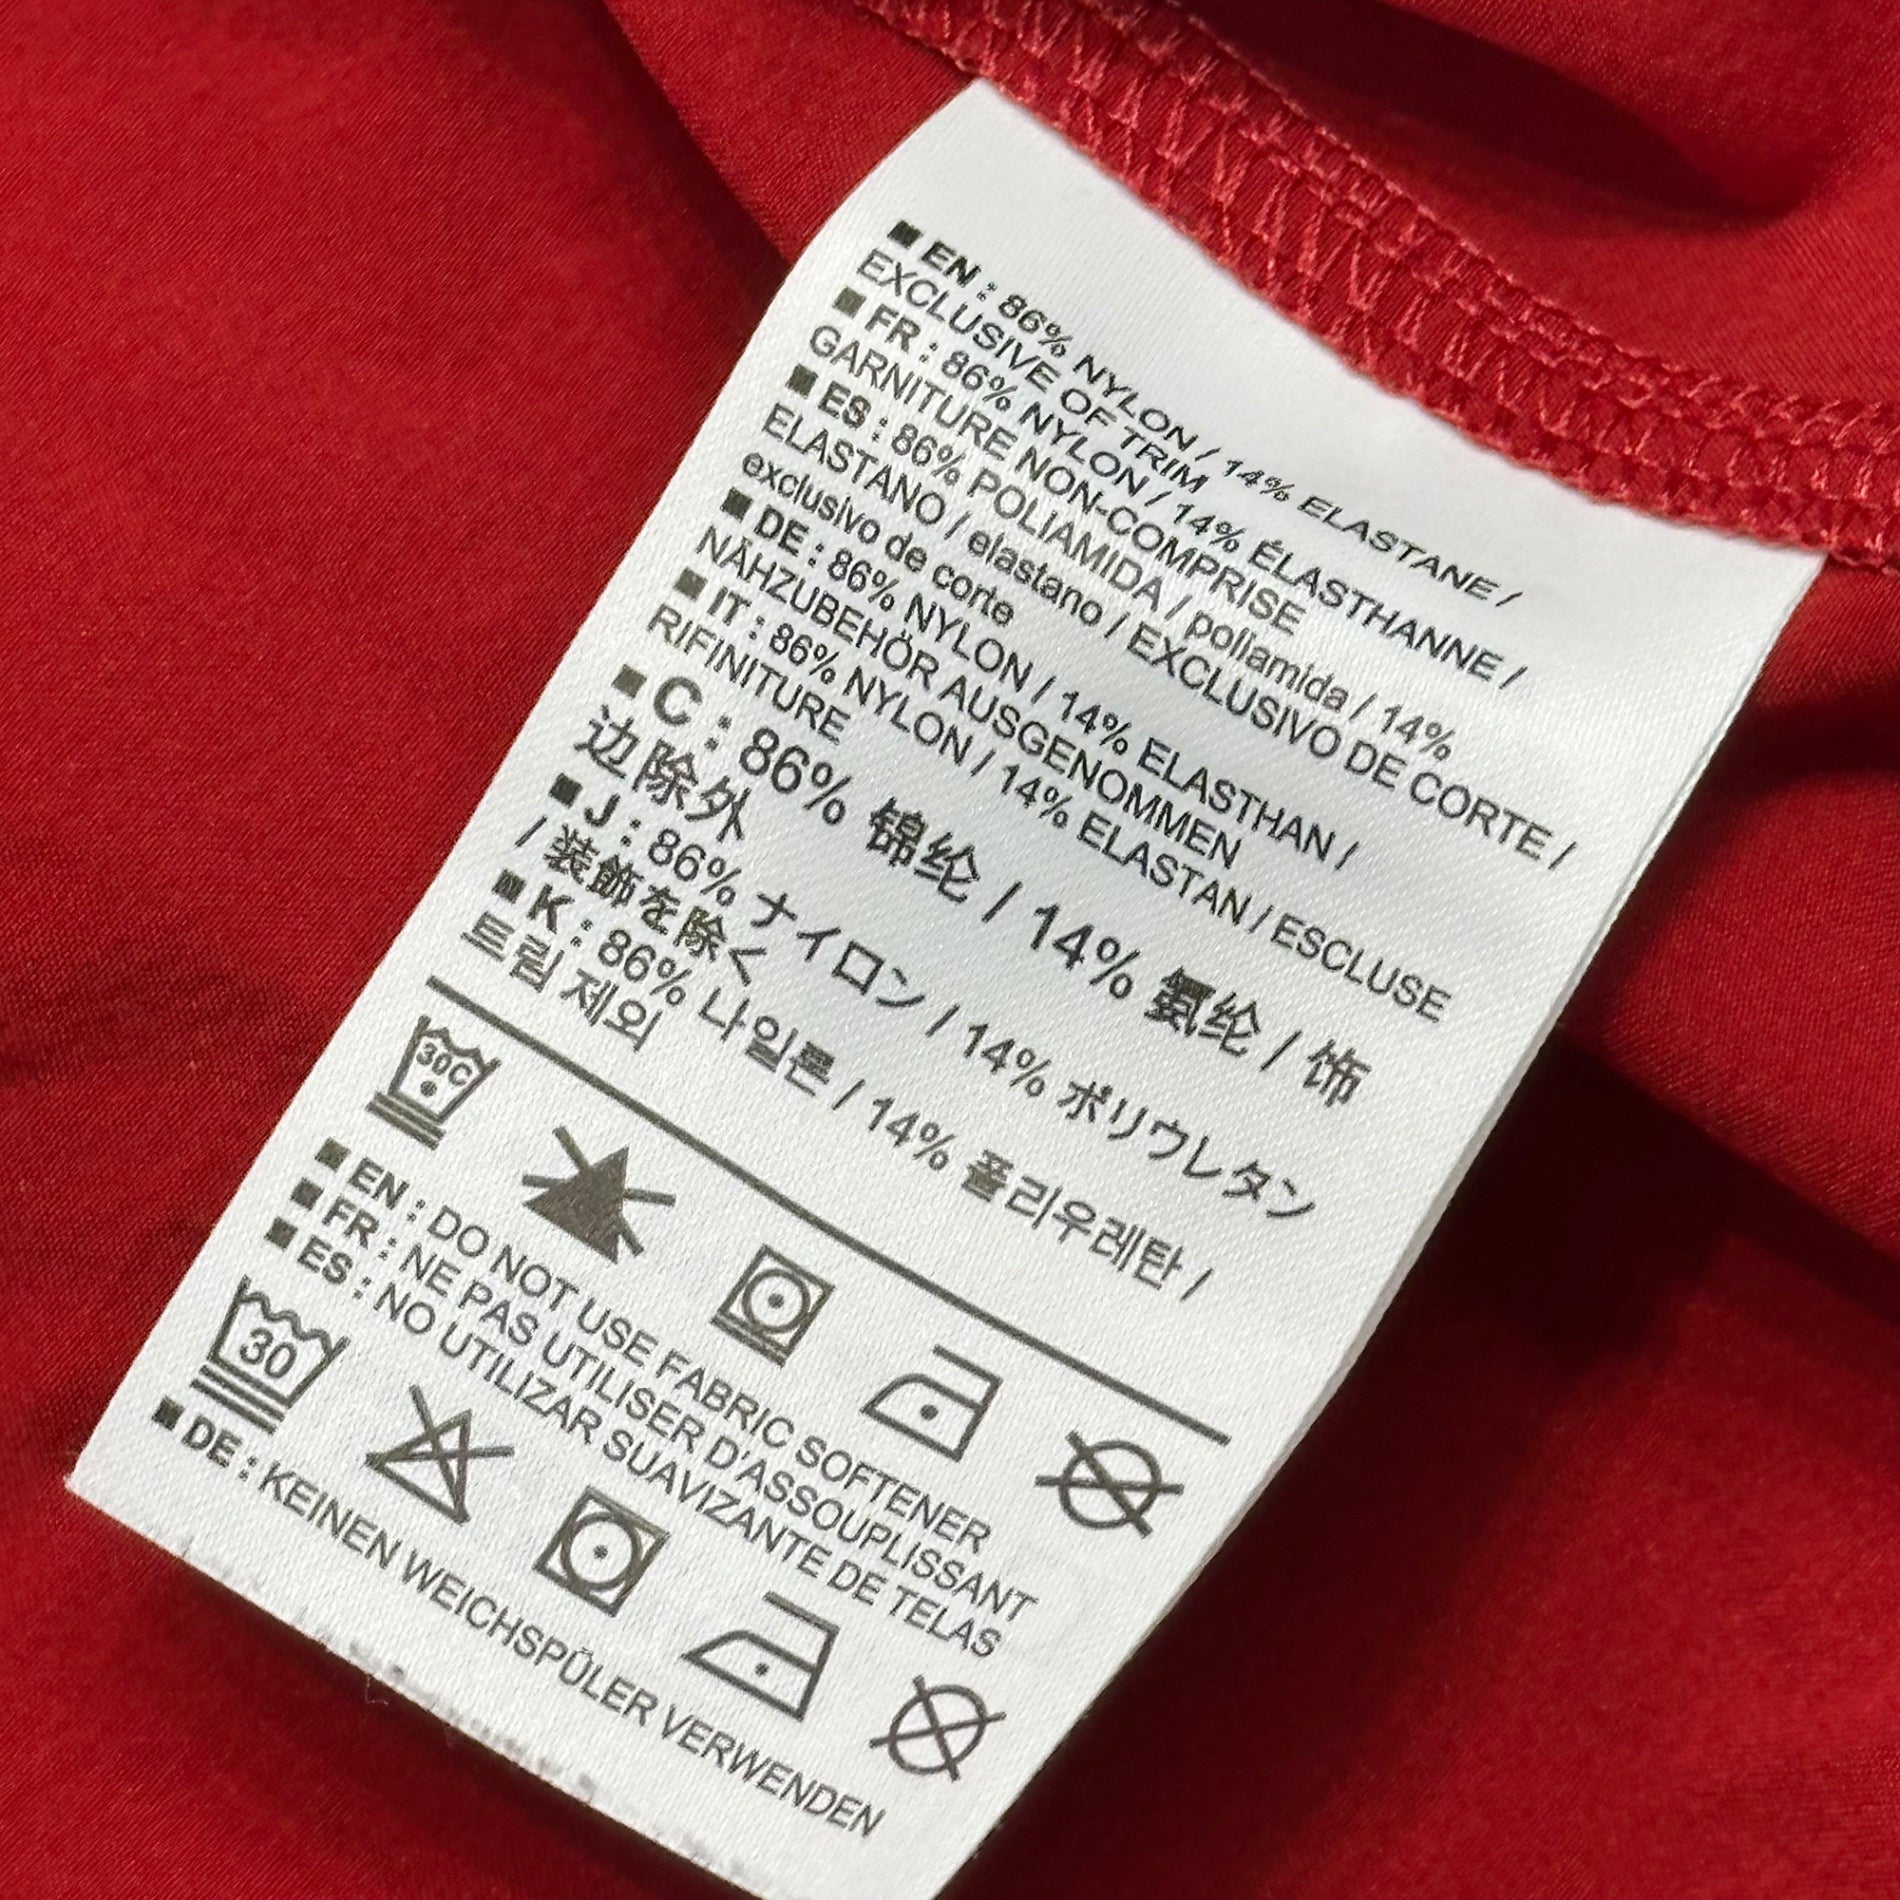 ■ EN : 86% NYLON / 14% ELASTANE /
EXCLUSIVE OF TRIM
■ FR : 86% NYLON / 14% ÉLASTHANNE /
GARNITURE NON-COMPRISE
■ ES : 86% POLIAMIDA / poliamida / 14%
ELASTANO / elastano / EXCLUSIVO DE CORTE /
exclusivo de corte
■ DE : 86% NYLON / 14% ELASTHAN /
NÄHZUBEHÖR AUSGENOMMEN
■ IT : 86% NYLON / 14% ELASTAN / ESCLUSE
RIFINITURE
■ C : 86% 锦纶 / 14% 氨纶 / 饰
边除外
■ J : 86% ナイロン / 14% ポリウレタン
/ 装飾を除く
■ K : 86% 나일론 / 14% 폴리우레탄 /
트림 제외
30C
■ EN : DO NOT USE FABRIC SOFTENER
■ FR : NE PAS UTILISER D'ASSOUPLISSANT
■ ES : NO UTILIZAR SUAVIZANTE DE TELAS
30
■ DE : KEINEN WEICHSPÜLER VERWENDEN